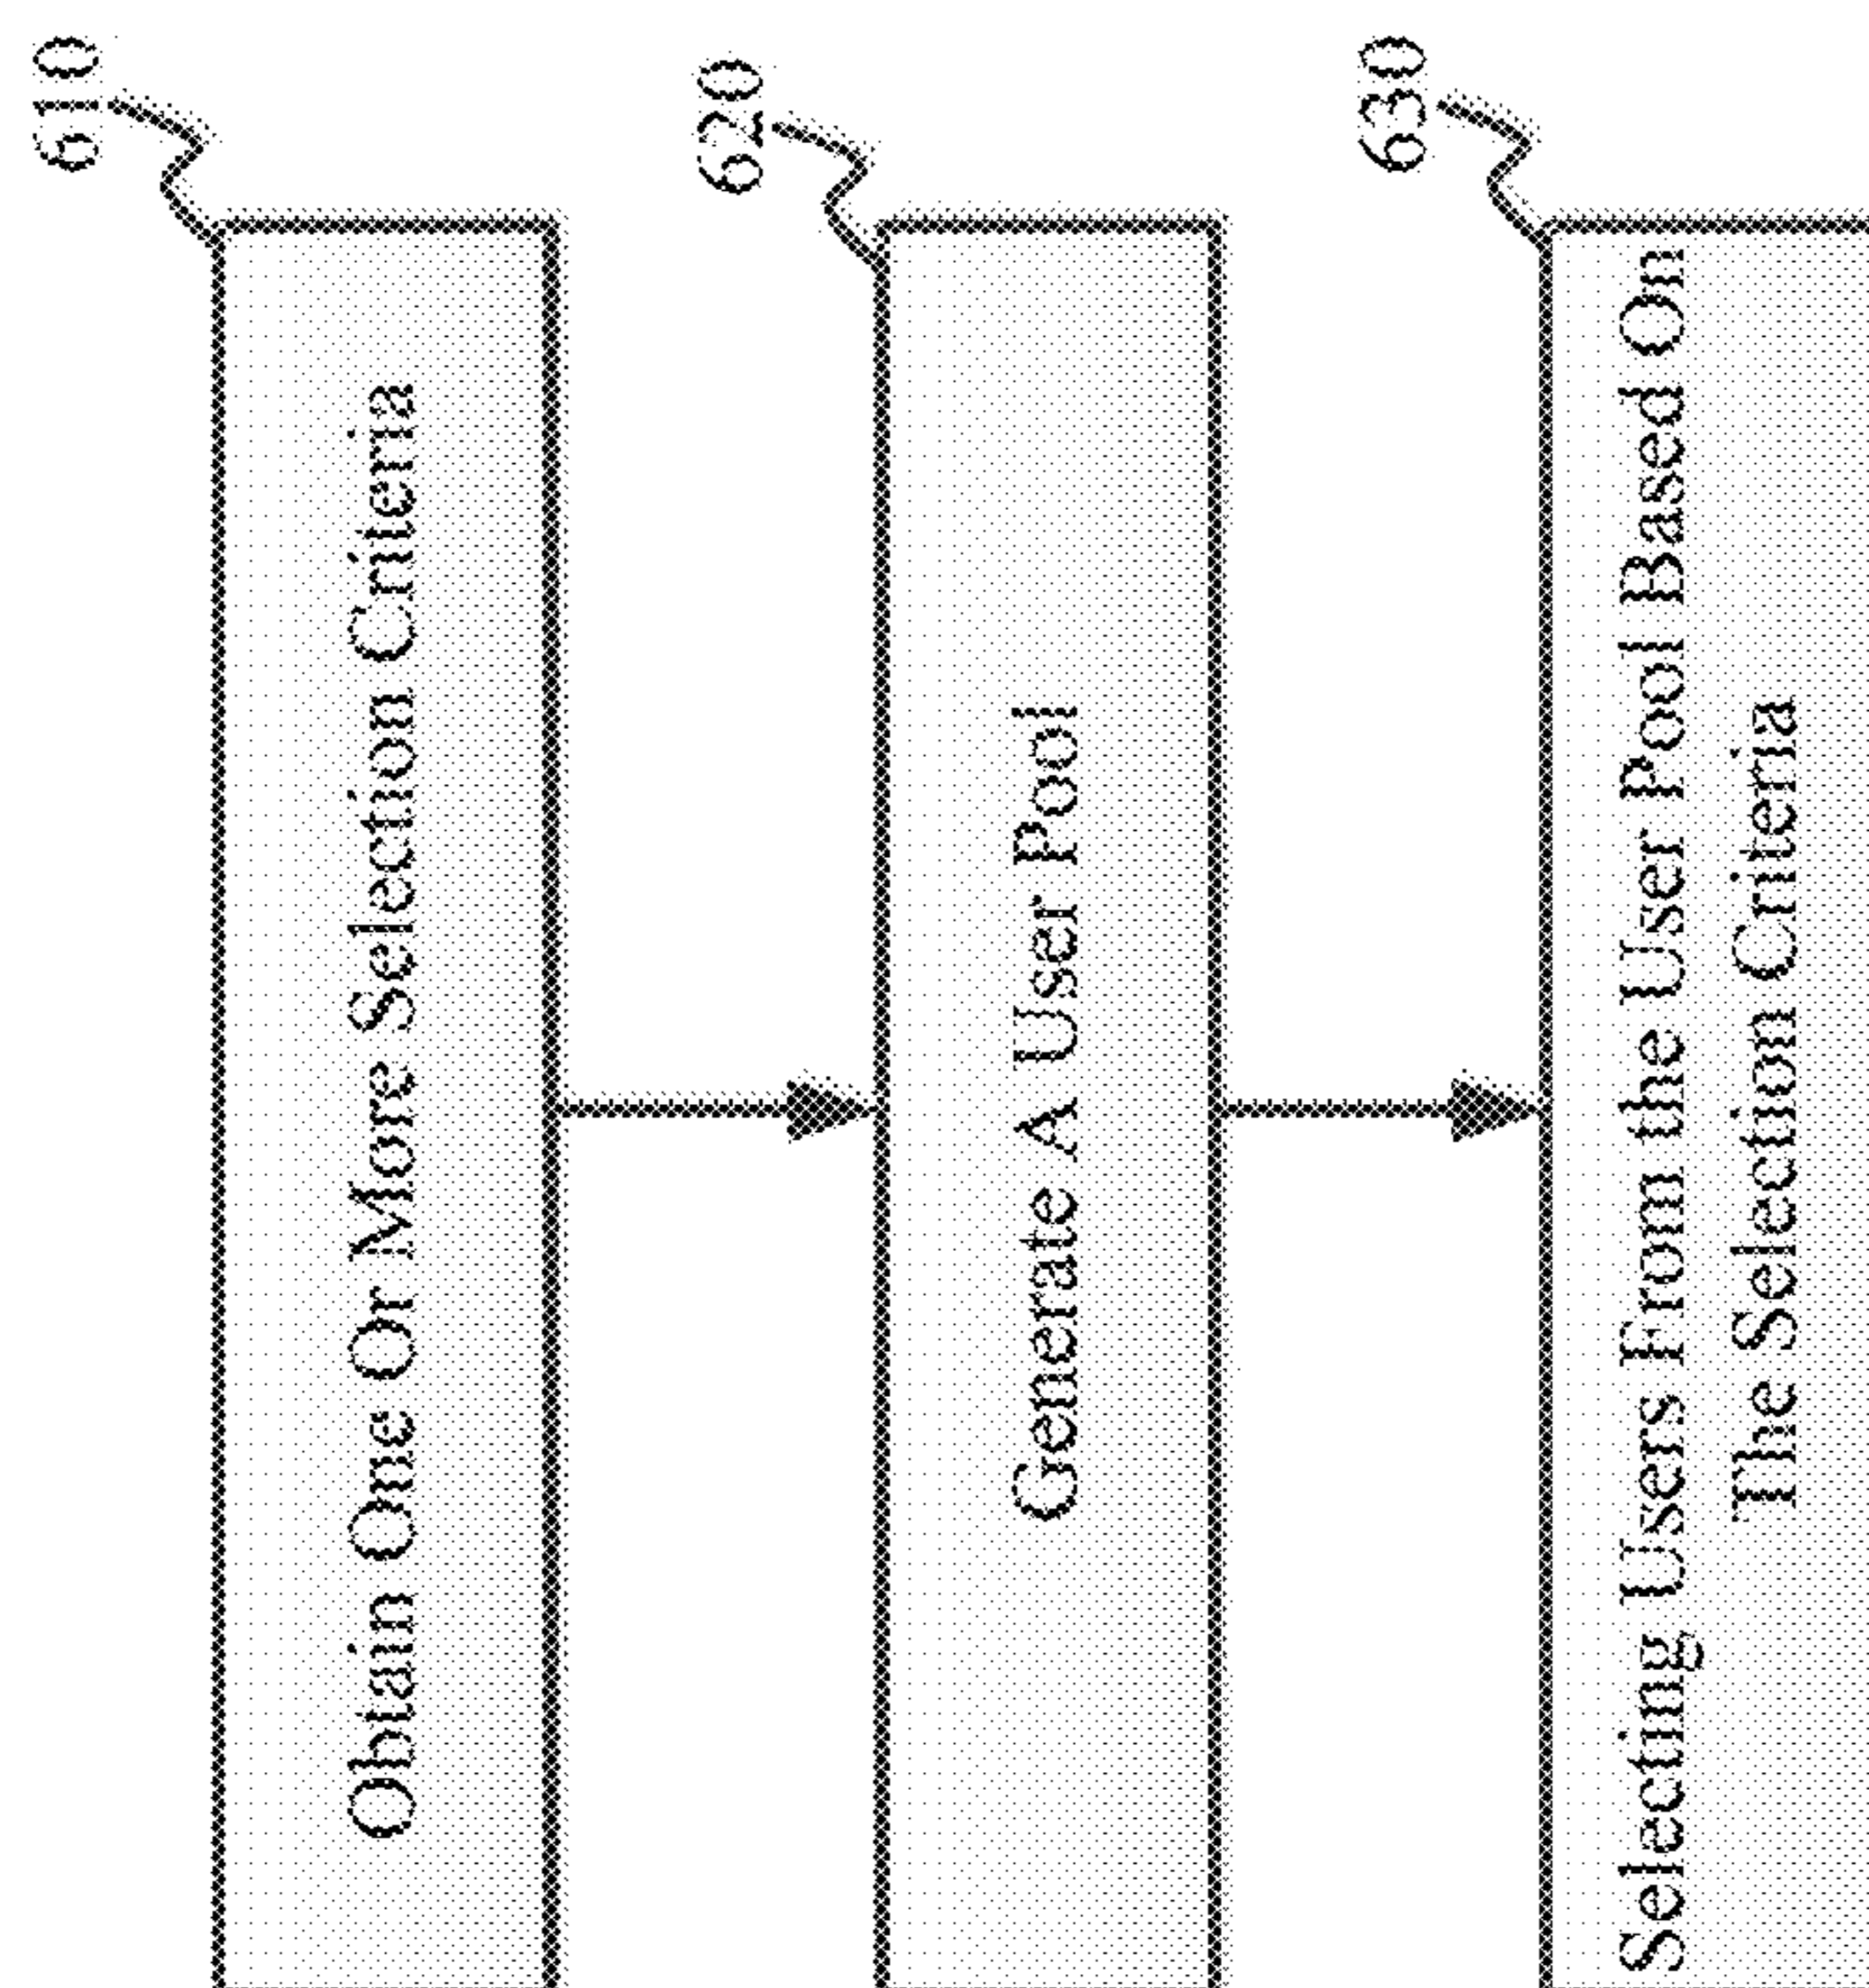 610
Obtain One Or More Selection Criteria
620
Generate A User Pool
630
Selecting Users From the User Pool Based On
The Selection Criteria